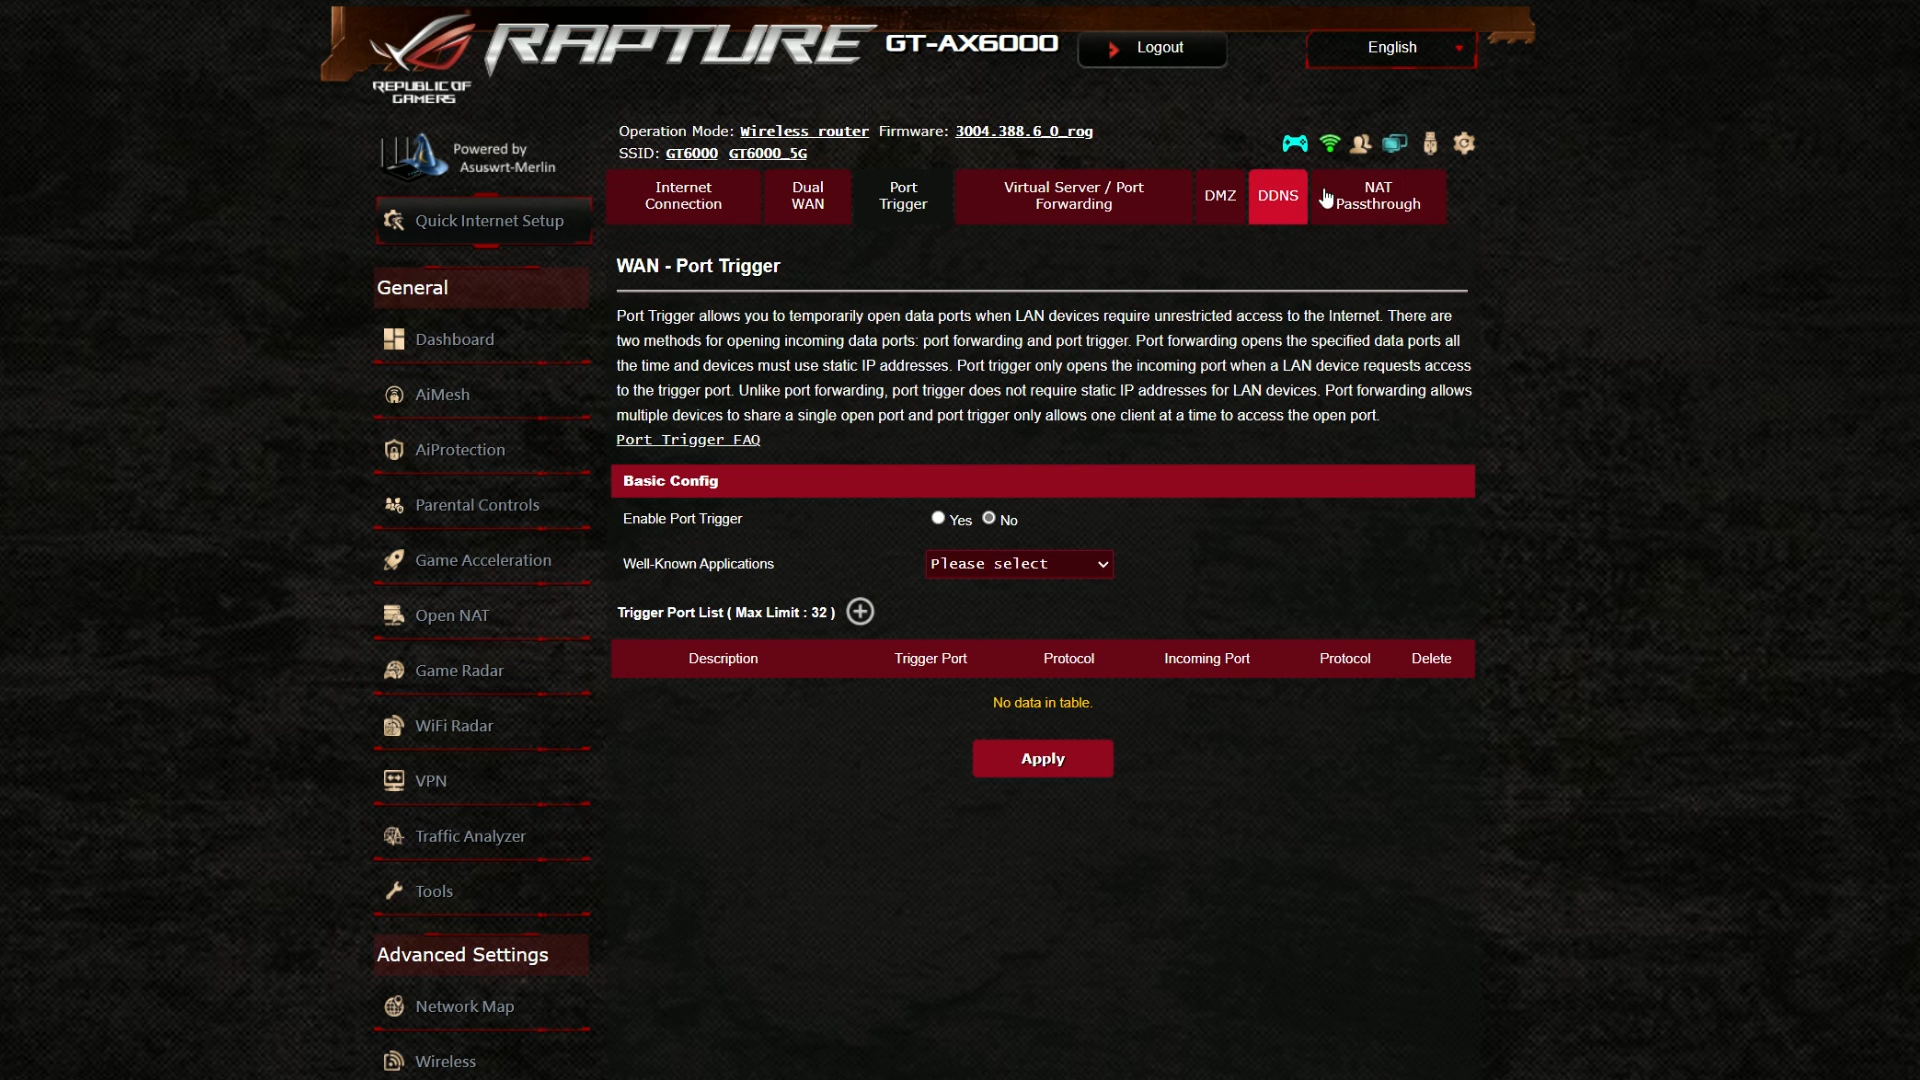 RAPTURE GT-AX6000
Logout
English
REPUBLIC OF
GAMERS
Powered by
Asuswrt-Merlin
Operation Mode: Wireless router Firmware: 3004.388.6_0_rog
SSID: GT6000 GT6000_5G
Internet
Connection
Dual
WAN
Port
Trigger
Virtual Server / Port
Forwarding
DMZ
DDNS
NAT
Passthrough
Quick Internet Setup
General
Dashboard
AiMesh
AiProtection
Parental Controls
Game Acceleration
Open NAT
Game Radar
WiFi Radar
VPN
Traffic Analyzer
Tools
Advanced Settings
Network Map
Wireless
WAN - Port Trigger
Port Trigger allows you to temporarily open data ports when LAN devices require unrestricted access to the Internet. There are
two methods for opening incoming data ports: port forwarding and port trigger. Port forwarding opens the specified data ports all
the time and devices must use static IP addresses. Port trigger only opens the incoming port when a LAN device requests access
to the trigger port. Unlike port forwarding, port trigger does not require static IP addresses for LAN devices. Port forwarding allows
multiple devices to share a single open port and port trigger only allows one client at a time to access the open port.
Port Trigger FAQ
Basic Config
Enable Port Trigger Yes No
Well-Known Applications Please select
Trigger Port List ( Max Limit : 32 )
Description Trigger Port Protocol Incoming Port Protocol Delete
No data in table.
Apply